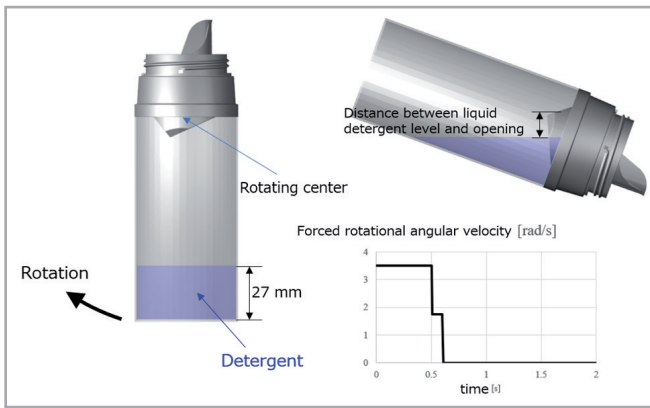 Distance between liquid
detergent level and opening
Rotating center
Rotation
27 mm
Detergent
Forced rotational angular velocity [rad/s]
4
3
2
1
0
0
0.5
1
1.5
2
time [s]